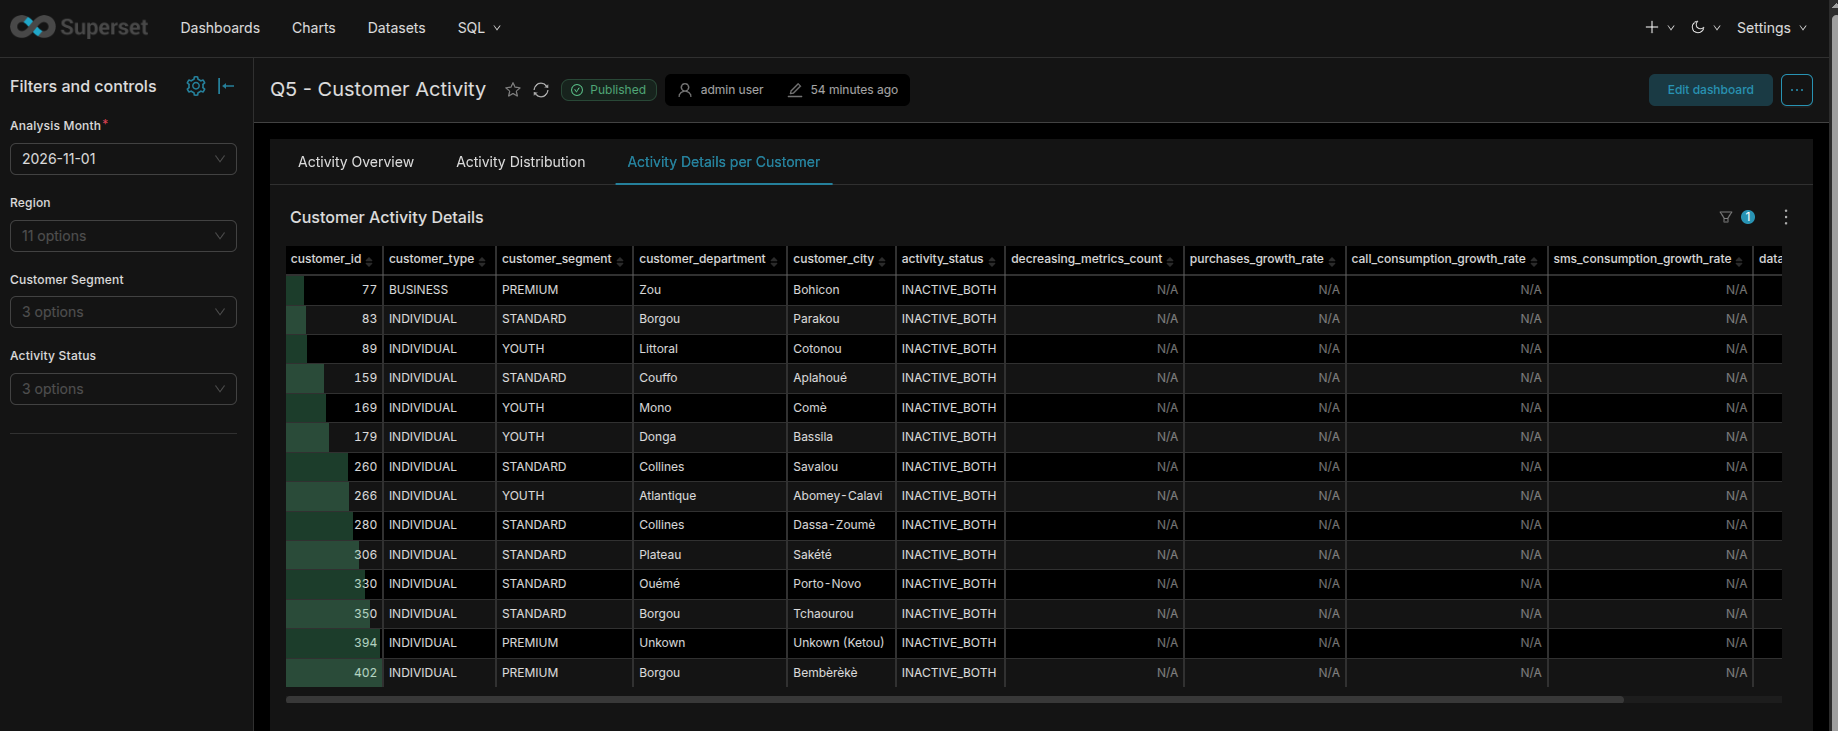 Superset Dashboards Charts Datasets SQL Settings
Filters and controls
Analysis Month*
2026-11-01
Region
11 options
Customer Segment
3 options
Activity Status
3 options
Q5 - Customer Activity Published admin user 54 minutes ago Edit dashboard
Activity Overview Activity Distribution Activity Details per Customer
Customer Activity Details 1
customer_id customer_type customer_segment customer_department customer_city activity_status decreasing_metrics_count purchases_growth_rate call_consumption_growth_rate sms_consumption_growth_rate data
77 BUSINESS PREMIUM Zou Bohicon INACTIVE_BOTH N/A N/A N/A N/A
83 INDIVIDUAL STANDARD Borgou Parakou INACTIVE_BOTH N/A N/A N/A N/A
89 INDIVIDUAL YOUTH Littoral Cotonou INACTIVE_BOTH N/A N/A N/A N/A
159 INDIVIDUAL STANDARD Couffo Aplahoué INACTIVE_BOTH N/A N/A N/A N/A
169 INDIVIDUAL YOUTH Mono Comè INACTIVE_BOTH N/A N/A N/A N/A
179 INDIVIDUAL YOUTH Donga Bassila INACTIVE_BOTH N/A N/A N/A N/A
260 INDIVIDUAL STANDARD Collines Savalou INACTIVE_BOTH N/A N/A N/A N/A
266 INDIVIDUAL YOUTH Atlantique Abomey-Calavi INACTIVE_BOTH N/A N/A N/A N/A
280 INDIVIDUAL STANDARD Collines Dassa-Zoumè INACTIVE_BOTH N/A N/A N/A N/A
306 INDIVIDUAL STANDARD Plateau Sakété INACTIVE_BOTH N/A N/A N/A N/A
330 INDIVIDUAL STANDARD Ouémé Porto-Novo INACTIVE_BOTH N/A N/A N/A N/A
350 INDIVIDUAL STANDARD Borgou Tchaourou INACTIVE_BOTH N/A N/A N/A N/A
394 INDIVIDUAL PREMIUM Unkown Unkown (Ketou) INACTIVE_BOTH N/A N/A N/A N/A
402 INDIVIDUAL PREMIUM Borgou Bembèrèkè INACTIVE_BOTH N/A N/A N/A N/A